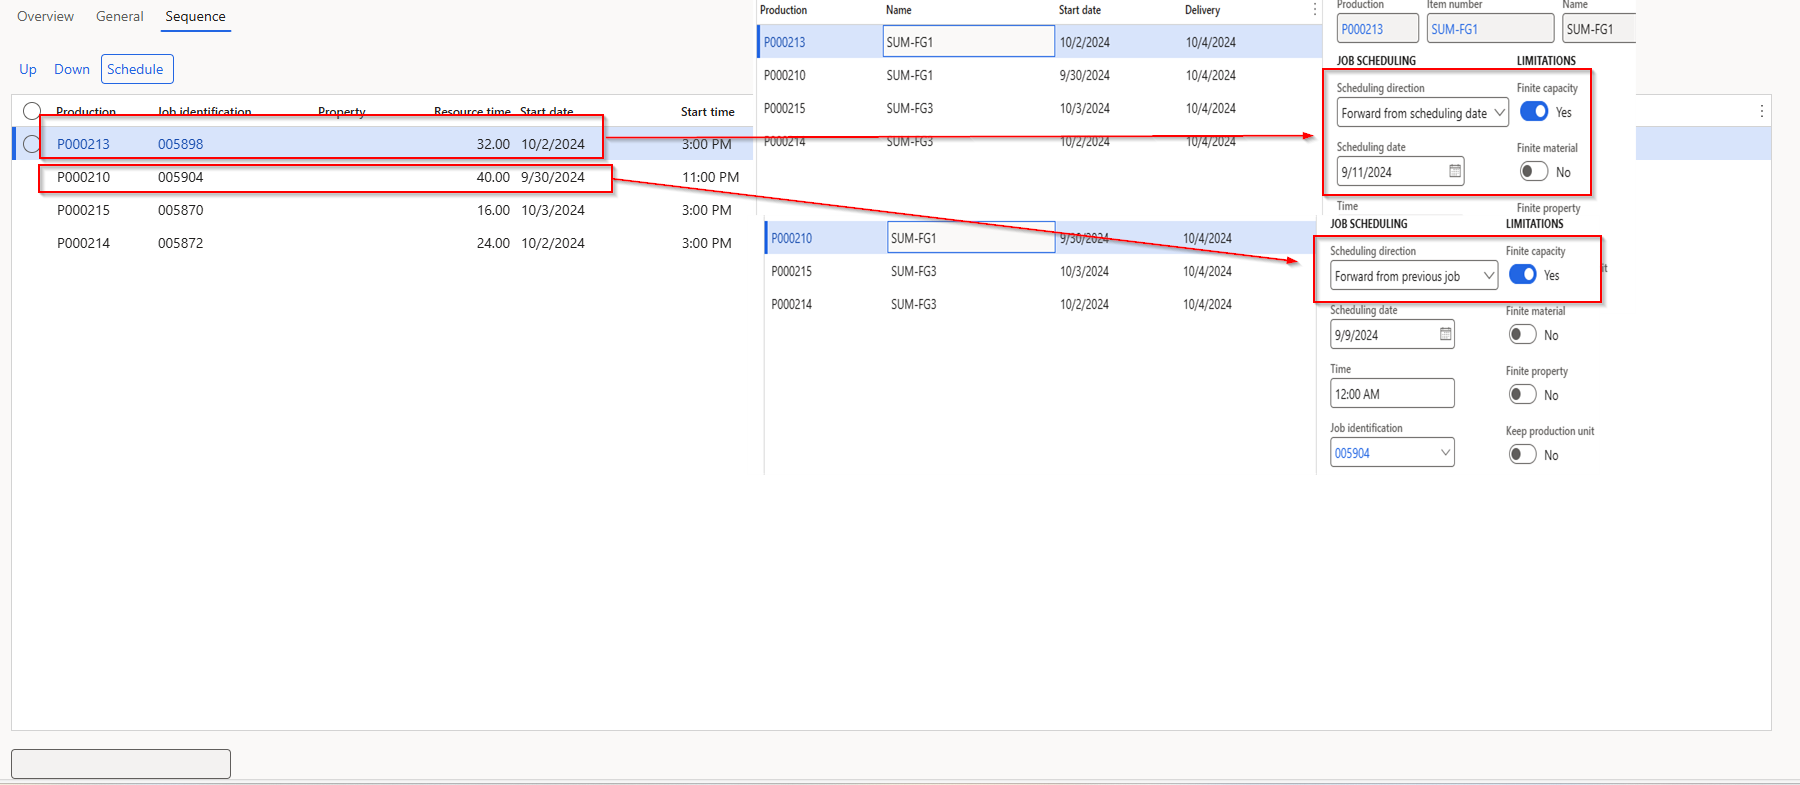 Overview General Sequence
Up Down Schedule
Production Job identification Property Resource time Start date Start time
P000213 005898 32.00 10/2/2024 3:00 PM
P000210 005904 40.00 9/30/2024 11:00 PM
P000215 005870 16.00 10/3/2024 3:00 PM
P000214 005872 24.00 10/2/2024 3:00 PM
Production Name Start date Delivery
P000213 SUM-FG1 10/2/2024 10/4/2024
P000210 SUM-FG1 9/30/2024 10/4/2024
P000215 SUM-FG3 10/3/2024 10/4/2024
P000214 SUM-FG3 10/2/2024 10/4/2024
Production Item number Name
P000213 SUM-FG1 SUM-FG1
JOB SCHEDULING LIMITATIONS
Scheduling direction Finite capacity
Forward from scheduling date Yes
Scheduling date Finite material
9/11/2024 No
Time Finite property
P000210 SUM-FG1 9/30/2024 10/4/2024
P000215 SUM-FG3 10/3/2024 10/4/2024
P000214 SUM-FG3 10/2/2024 10/4/2024
JOB SCHEDULING LIMITATIONS
Scheduling direction Finite capacity
Forward from previous job Yes
Scheduling date Finite material
9/9/2024 No
Time Finite property
12:00 AM No
Job identification Keep production unit
005904 No